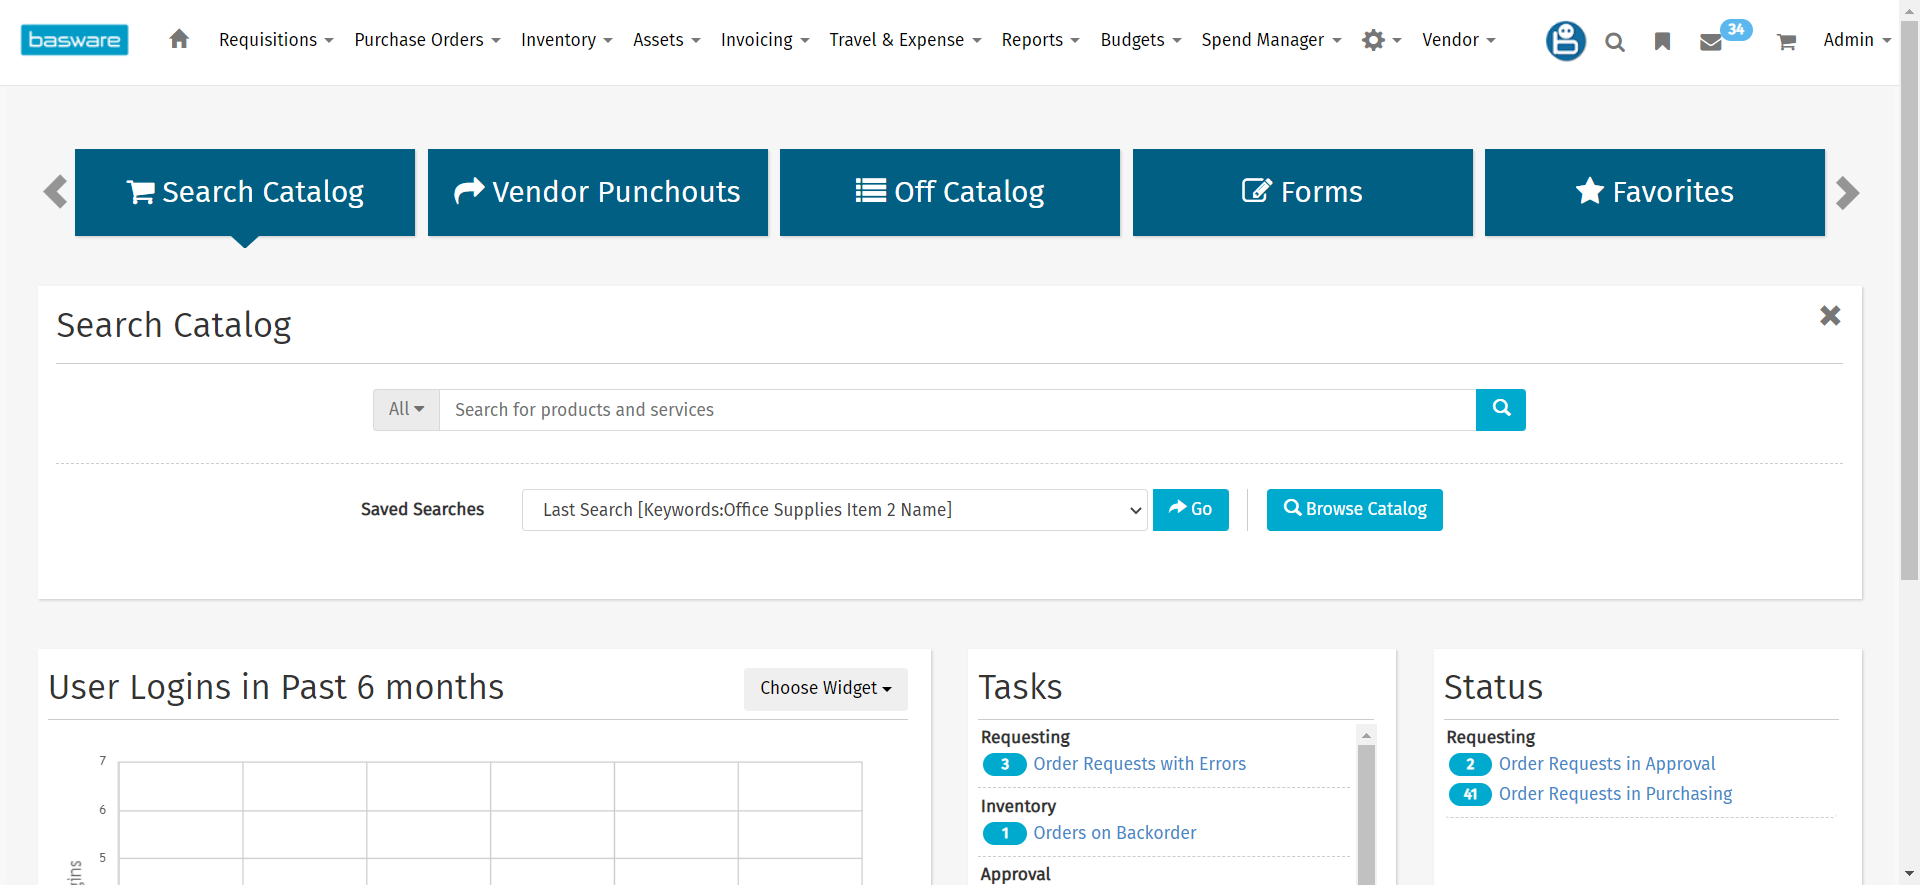 basware
Requisitions
Purchase Orders
Inventory
Assets
Invoicing
Travel & Expense
Reports
Budgets
Spend Manager
Vendor
34
Admin
Search Catalog
Vendor Punchouts
Off Catalog
Forms
Favorites
Search Catalog
All
Search for products and services
Saved Searches
Last Search [Keywords:Office Supplies Item 2 Name]
Go
Browse Catalog
User Logins in Past 6 months
Choose Widget
7
6
5
Tasks
Requesting
3 Order Requests with Errors
Inventory
1 Orders on Backorder
Approval
Status
Requesting
2 Order Requests in Approval
41 Order Requests in Purchasing